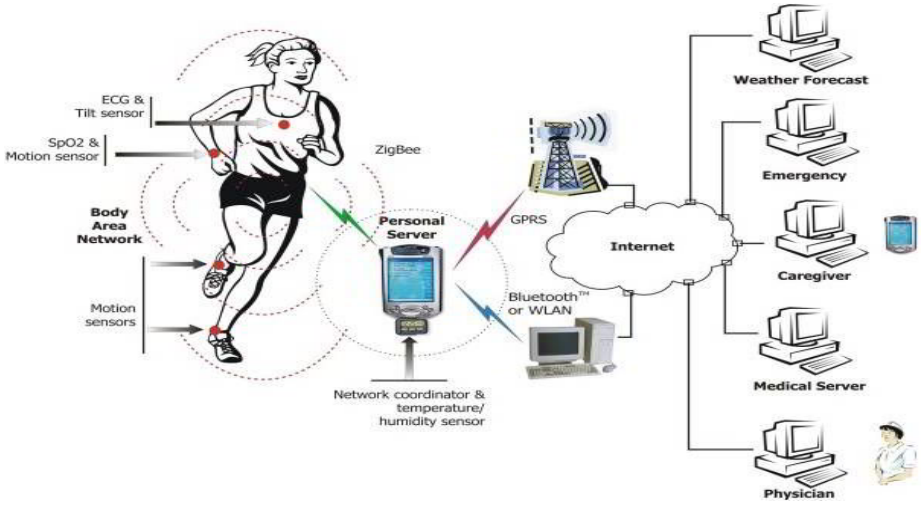 ECG &
Tilt sensor
SpO2 &
Motion sensor
Body
Area
Network
Motion
sensors
ZigBee
Personal
Server
Network coordinator &
temperature/
humidity sensor
GPRS
Bluetooth™
or WLAN
Internet
Weather Forecast
Emergency
Caregiver
Medical Server
Physician